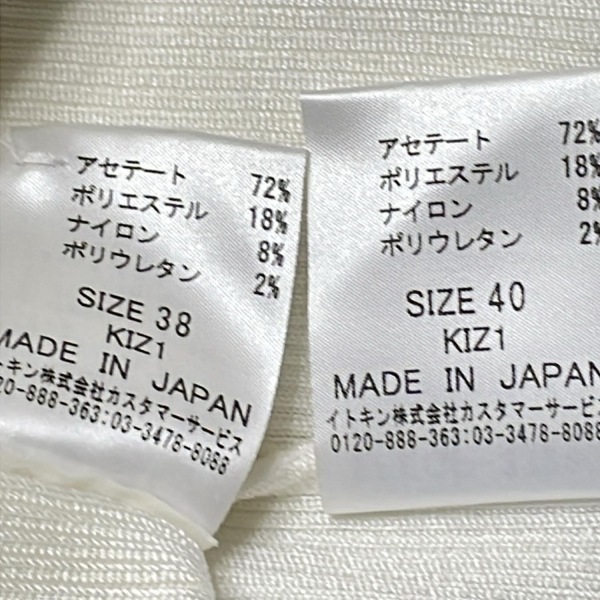 アセテート 72%
ポリエステル 18%
ナイロン 8%
ポリウレタン 2%
SIZE 38
KIZ1
MADE IN JAPAN
イトキン株式会社カスタマーサービス
0120-888-363:03-3478-8088
アセテート 72%
ポリエステル 18%
ナイロン 8%
ポリウレタン 2%
SIZE 40
KIZ1
MADE IN JAPAN
イトキン株式会社カスタマーサービス
0120-888-363:03-3478-8088